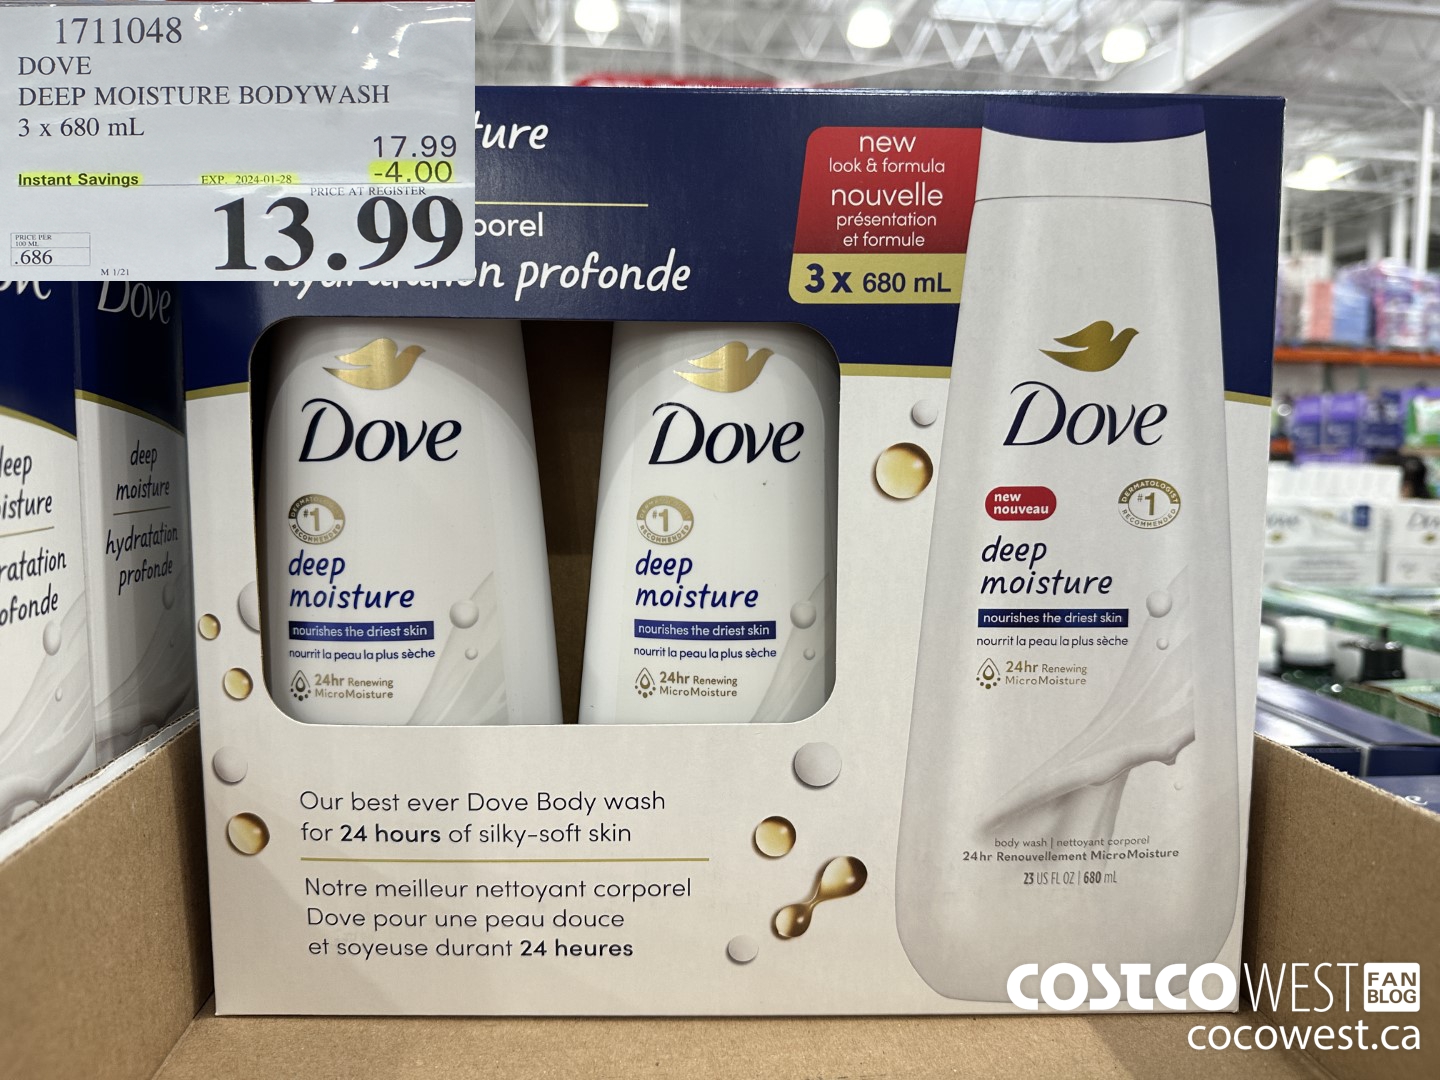 1711048
DOVE
DEEP MOISTURE BODYWASH
3 x 680 mL
17.99
-4.00
Instant Savings
EXP. 2024-01-28
PRICE AT REGISTER
13.99
PRICE PER
100 ML
.686
M 1/21
new
look & formula
nouvelle
présentation
et formule
3 x 680 mL
profonde
Dove
#1
DERMATOLOGIST
RECOMMENDED
new
nouveau
deep
moisture
nourishes the driest skin
nourrit la peau la plus sèche
24hr Renewing
MicroMoisture
body wash | nettoyant corporel
24hr Renouvellement MicroMoisture
23 US FL OZ | 680 mL
Dove
#1
RECOMMENDED
deep
moisture
nourishes the driest skin
nourrit la peau la plus sèche
24hr Renewing
MicroMoisture
Dove
#1
RECOMMENDED
deep
moisture
nourishes the driest skin
nourrit la peau la plus sèche
24hr Renewing
MicroMoisture
Our best ever Dove Body wash
for 24 hours of silky-soft skin
Notre meilleur nettoyant corporel
Dove pour une peau douce
et soyeuse durant 24 heures
Dove
deep
moisture
hydratation
profonde
COSTCO WEST FAN BLOG
cocowest.ca